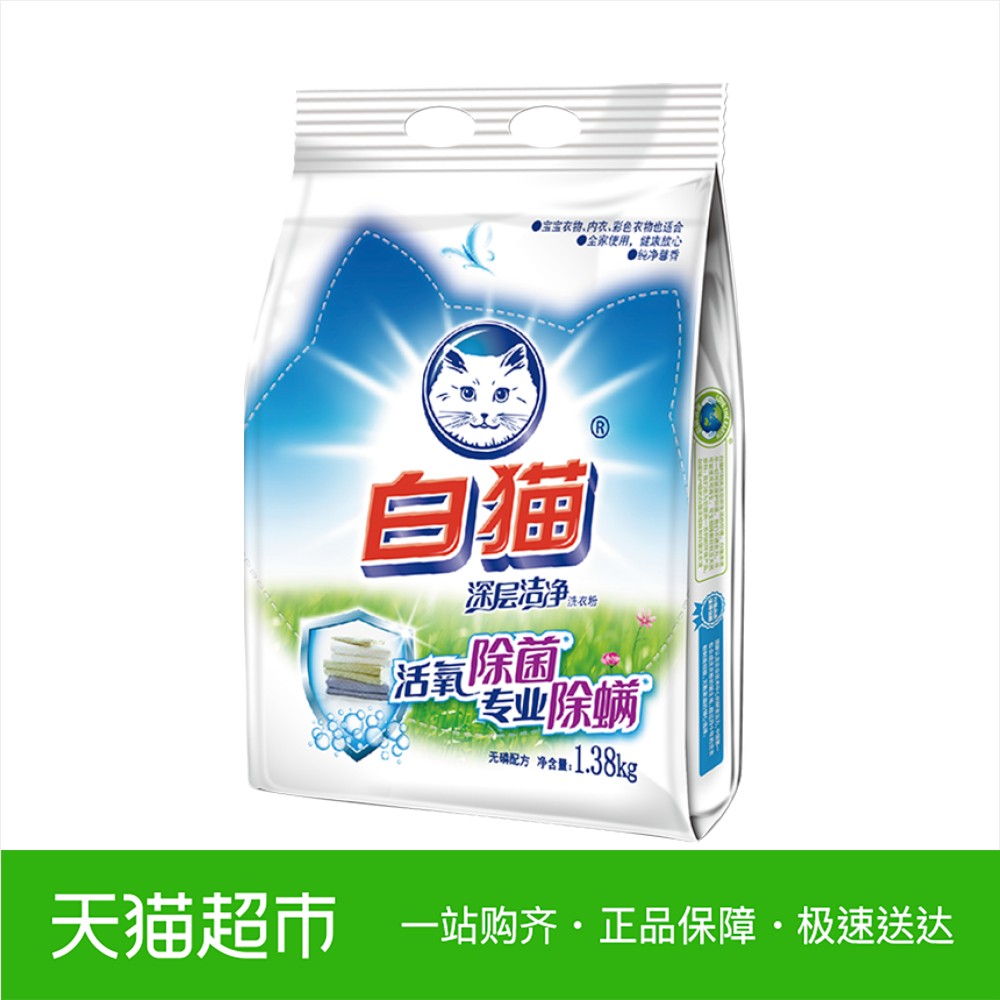 ●宝宝衣物、内衣、彩色衣物也适合
●全家使用,健康放心
●纯净馨香
®
白猫
深层洁净 洗衣粉
活氧除菌*
专业除螨*
无磷配方 净含量:1.38kg
天猫超市
一站购齐·正品保障·极速送达